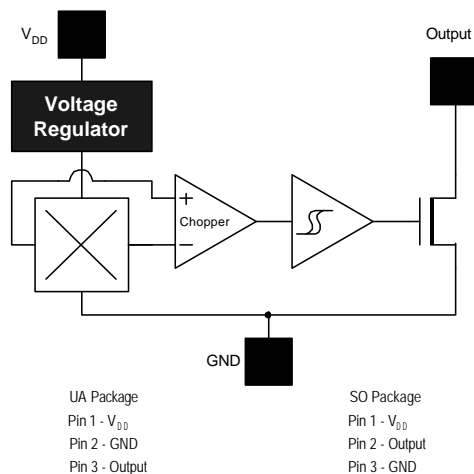 V_DD
Output
Voltage
Regulator
+
Chopper
−
GND
UA Package
Pin 1 - V_DD
Pin 2 - GND
Pin 3 - Output
SO Package
Pin 1 - V_DD
Pin 2 - Output
Pin 3 - GND